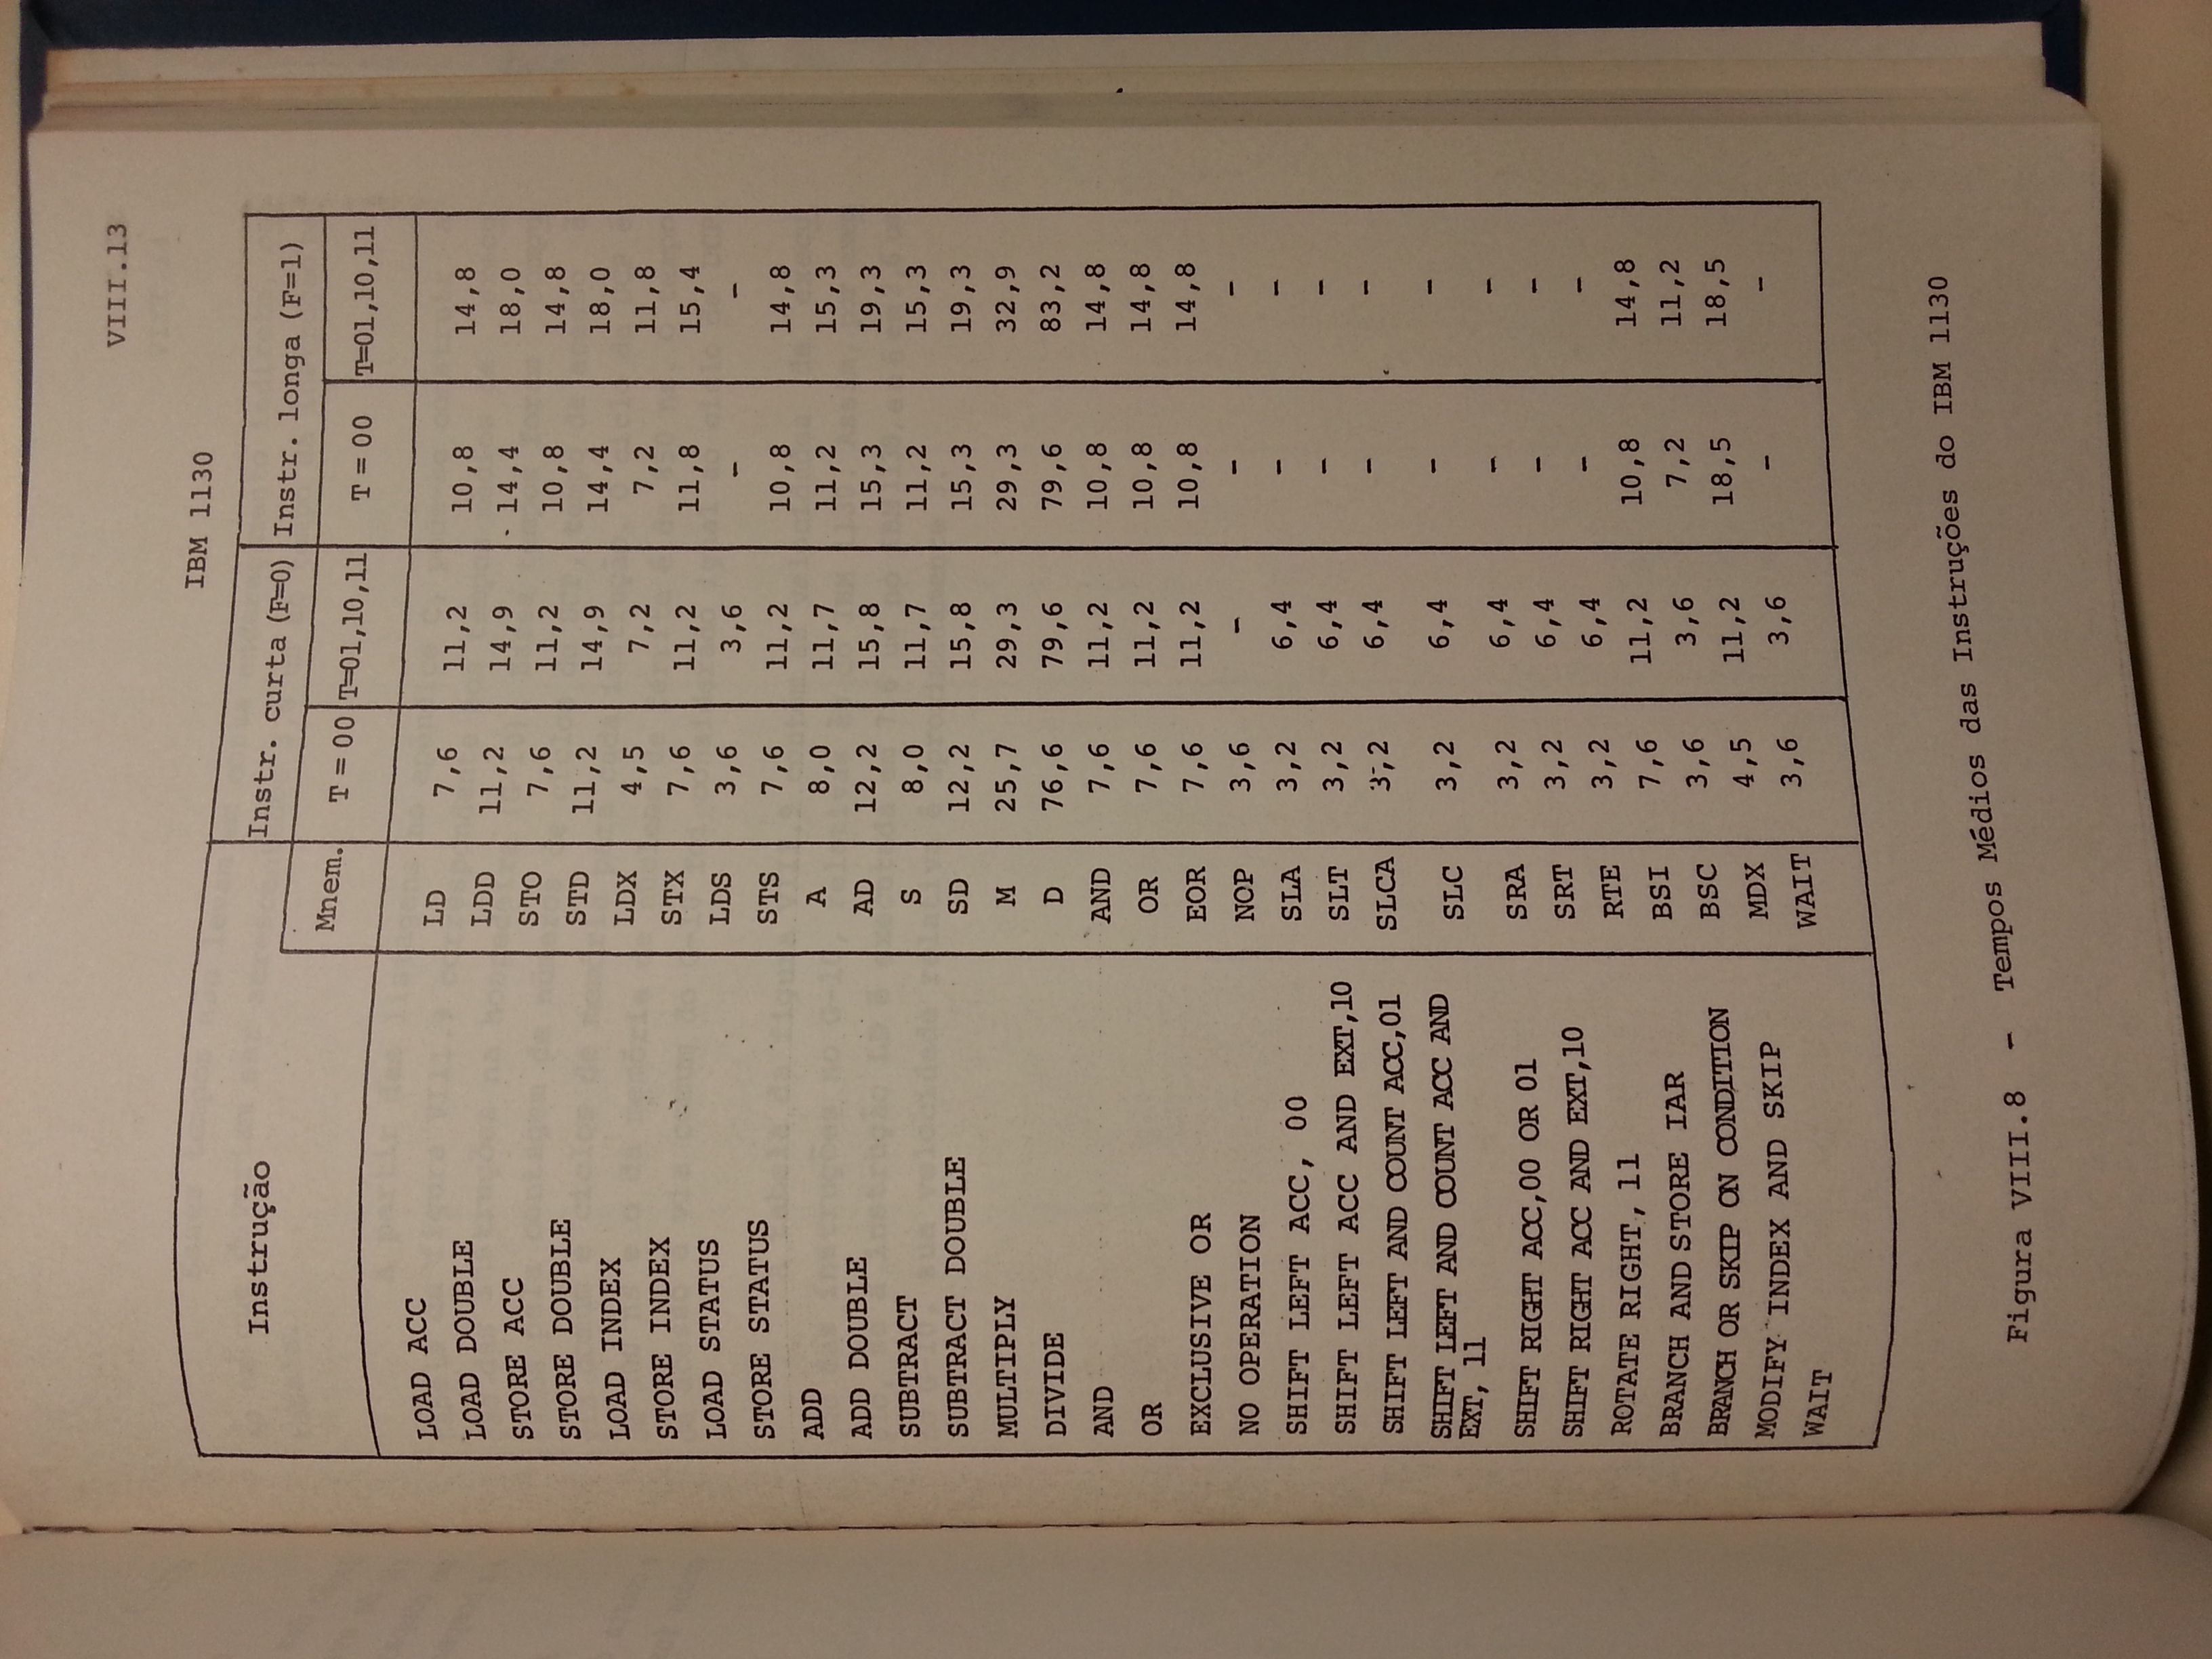 VIII.13
IBM 1130
Instrução Instr. curta (F=0) Instr. longa (F=1)
Mnem. T = 00 T=01,10,11 T = 00 T=01,10,11
LOAD ACC LD 7,6 11,2 10,8 14,8
LOAD DOUBLE LDD 11,2 14,9 14,4 18,0
STORE ACC STO 7,6 11,2 10,8 14,8
STORE DOUBLE STD 11,2 14,9 14,4 18,0
LOAD INDEX LDX 4,5 7,2 7,2 11,8
STORE INDEX STX 7,6 11,2 11,8 15,4
LOAD STATUS LDS 3,6 3,6 - -
STORE STATUS STS 7,6 11,2 10,8 14,8
ADD A 8,0 11,7 11,2 15,3
ADD DOUBLE AD 12,2 15,8 15,3 19,3
SUBTRACT S 8,0 11,7 11,2 15,3
SUBTRACT DOUBLE SD 12,2 15,8 15,3 19,3
MULTIPLY M 25,7 29,3 29,3 32,9
DIVIDE D 76,6 79,6 79,6 83,2
AND AND 7,6 11,2 10,8 14,8
OR OR 7,6 11,2 10,8 14,8
EXCLUSIVE OR EOR 7,6 11,2 10,8 14,8
NO OPERATION NOP 3,6 - - -
SHIFT LEFT ACC, 00 SLA 3,2 6,4 - -
SHIFT LEFT ACC AND EXT,10 SLT 3,2 6,4 - -
SHIFT LEFT AND COUNT ACC,01 SLCA 3,2 6,4 - -
SHIFT LEFT AND COUNT ACC AND SLC 3,2 6,4 - -
EXT, 11
SHIFT RIGHT ACC,00 OR 01 SRA 3,2 6,4 - -
SHIFT RIGHT ACC AND EXT,10 SRT 3,2 6,4 - -
ROTATE RIGHT, 11 RTE 3,2 6,4 - -
BRANCH AND STORE IAR BSI 7,6 11,2 10,8 14,8
BRANCH OR SKIP ON CONDITION BSC 3,6 3,6 7,2 11,2
MODIFY INDEX AND SKIP MDX 4,5 11,2 18,5 18,5
WAIT WAIT 3,6 3,6 - -
Figura VIII.8 - Tempos Médios das Instruções do IBM 1130